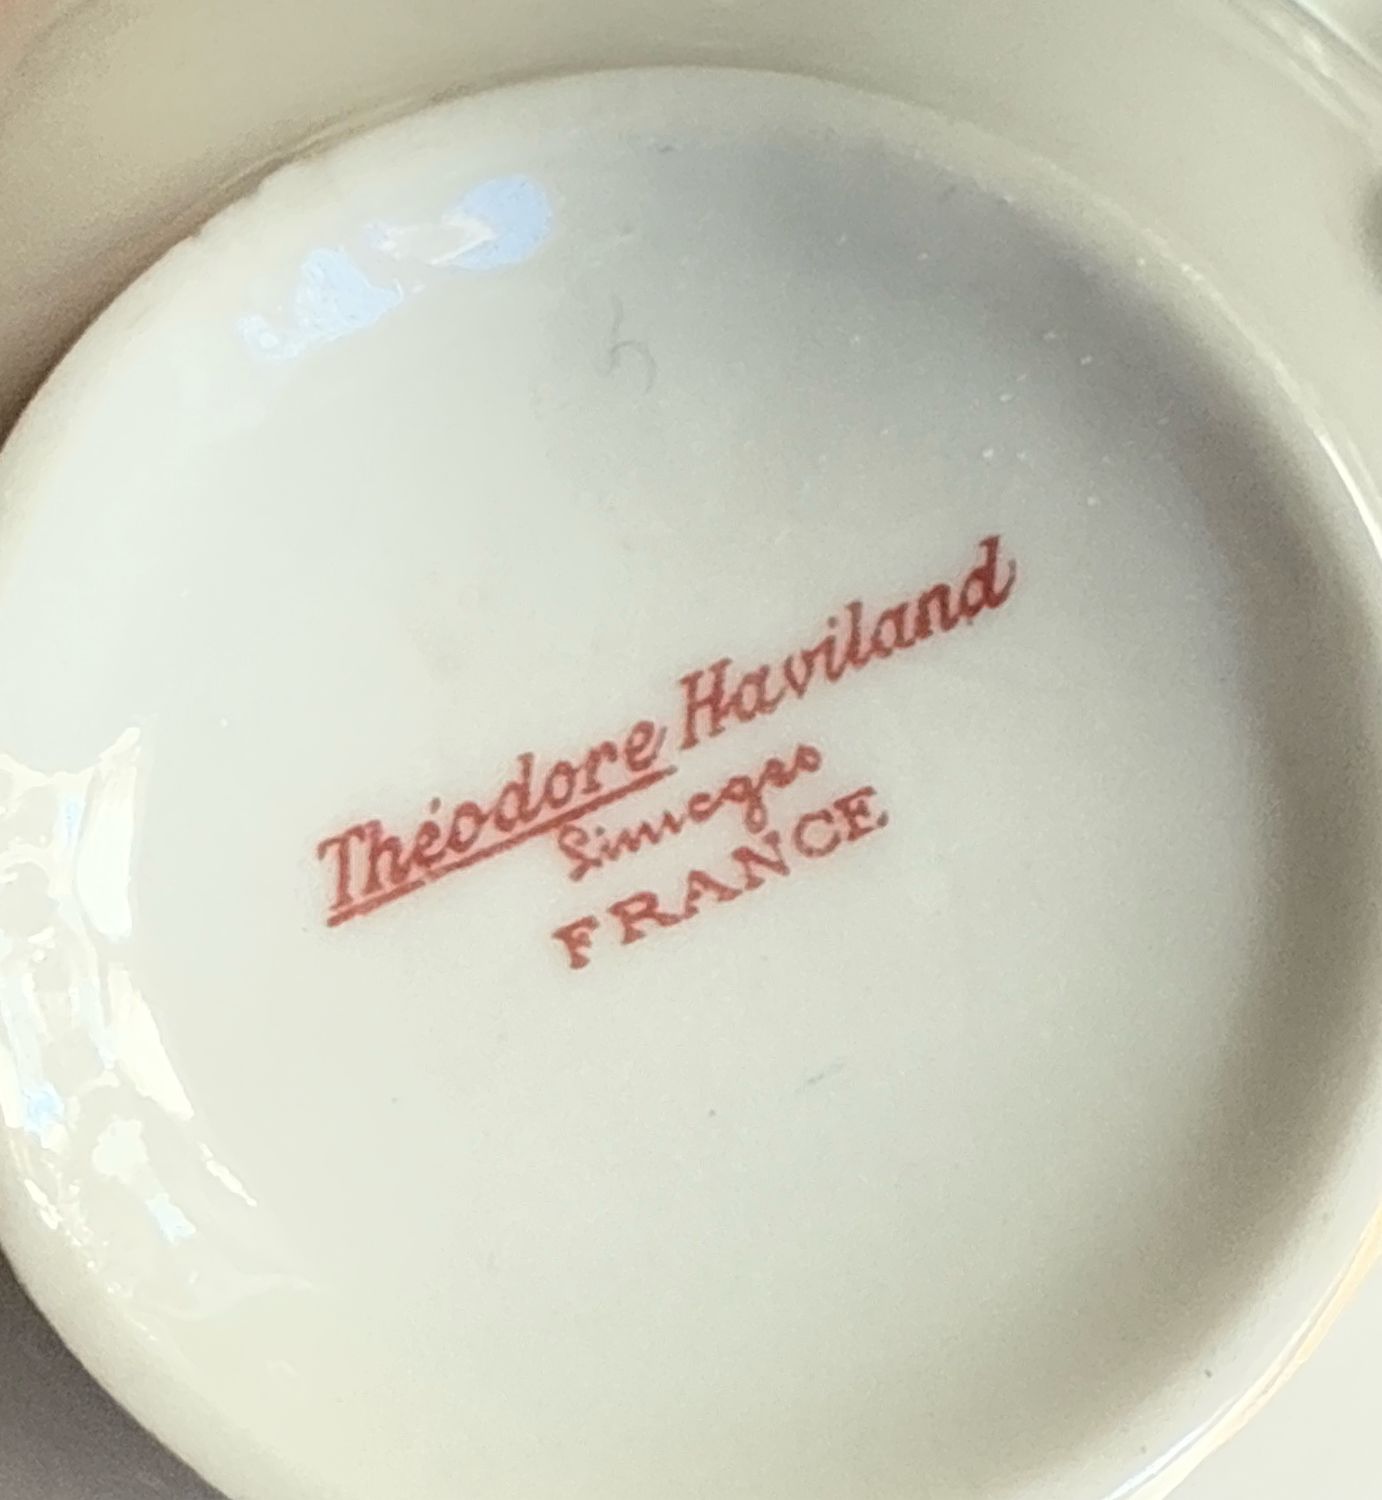 Théodore Haviland
Limoges
FRANCE